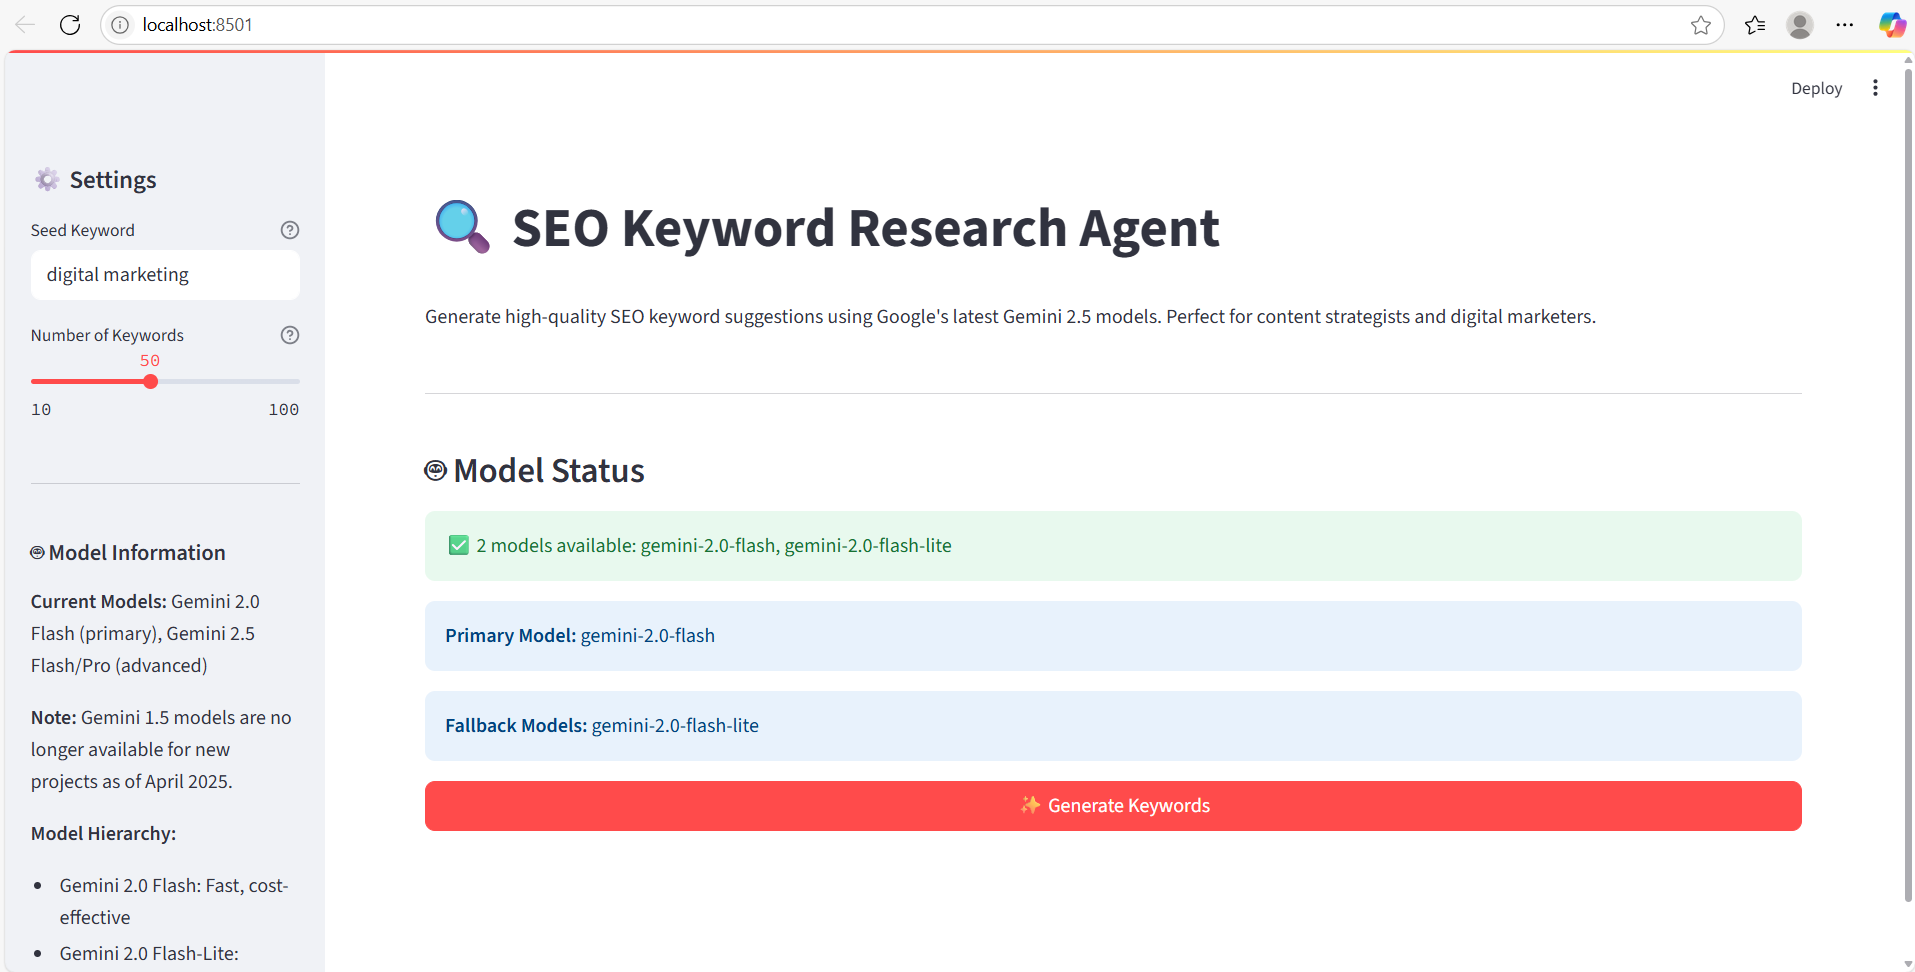 localhost:8501
Deploy
Settings
Seed Keyword
digital marketing
Number of Keywords
50
10
100
Model Information
Current Models: Gemini 2.0
Flash (primary), Gemini 2.5
Flash/Pro (advanced)
Note: Gemini 1.5 models are no
longer available for new
projects as of April 2025.
Model Hierarchy:
Gemini 2.0 Flash: Fast, cost-
effective
Gemini 2.0 Flash-Lite:
SEO Keyword Research Agent
Generate high-quality SEO keyword suggestions using Google's latest Gemini 2.5 models. Perfect for content strategists and digital marketers.
Model Status
2 models available: gemini-2.0-flash, gemini-2.0-flash-lite
Primary Model: gemini-2.0-flash
Fallback Models: gemini-2.0-flash-lite
Generate Keywords